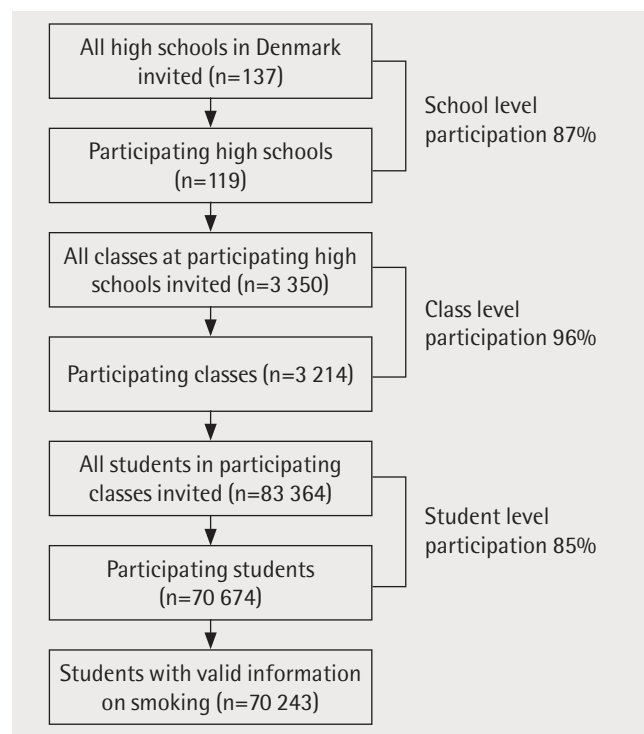 All high schools in Denmark
invited (n=137)
School level
participation 87%
Participating high schools
(n=119)
All classes at participating high
schools invited (n=3 350)
Class level
participation 96%
Participating classes (n=3 214)
All students in participating
classes invited (n=83 364)
Student level
participation 85%
Participating students
(n=70 674)
Students with valid information
on smoking (n=70 243)